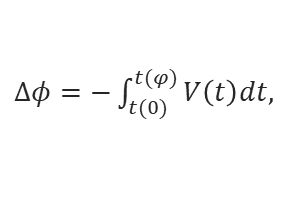 Δϕ = − ∫_{t(0)}^{t(φ)} V(t)dt,